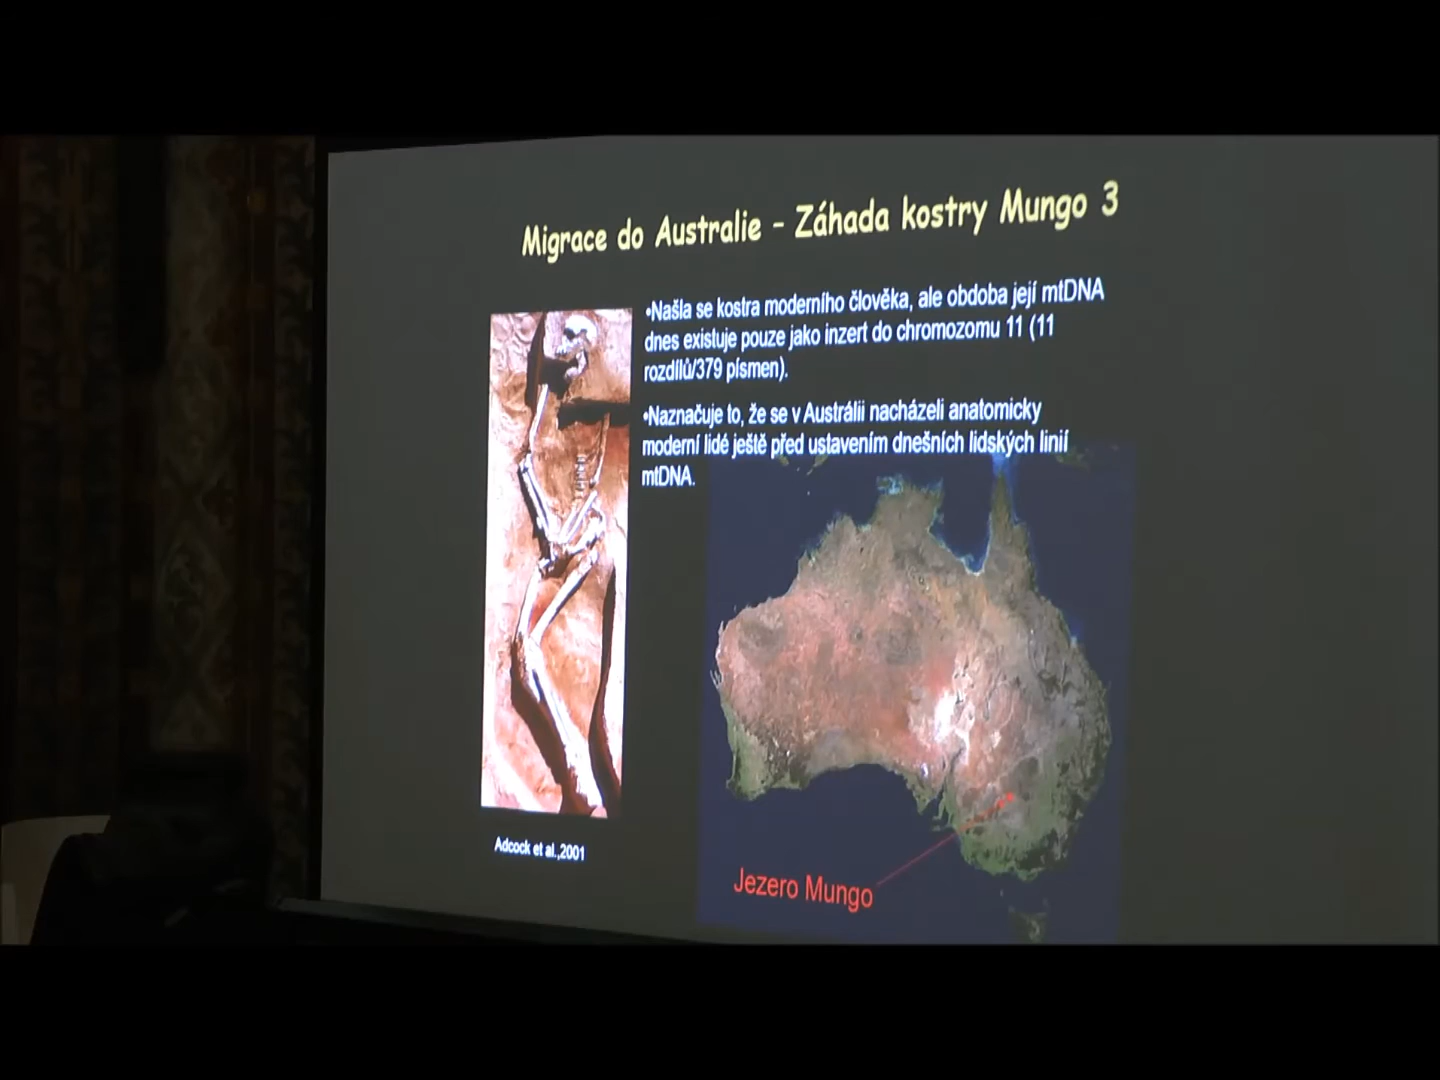 Migrace do Australie - Záhada kostry Mungo 3
•Našla se kostra moderního člověka, ale obdoba její mtDNA
dnes existuje pouze jako inzert do chromozomu 11 (11
rozdílů/379 písmen).
•Naznačuje to, že se v Austrálii nacházeli anatomicky
moderní lidé ještě před ustavením dnešních lidských linií
mtDNA.
Adcock et al.,2001
Jezero Mungo